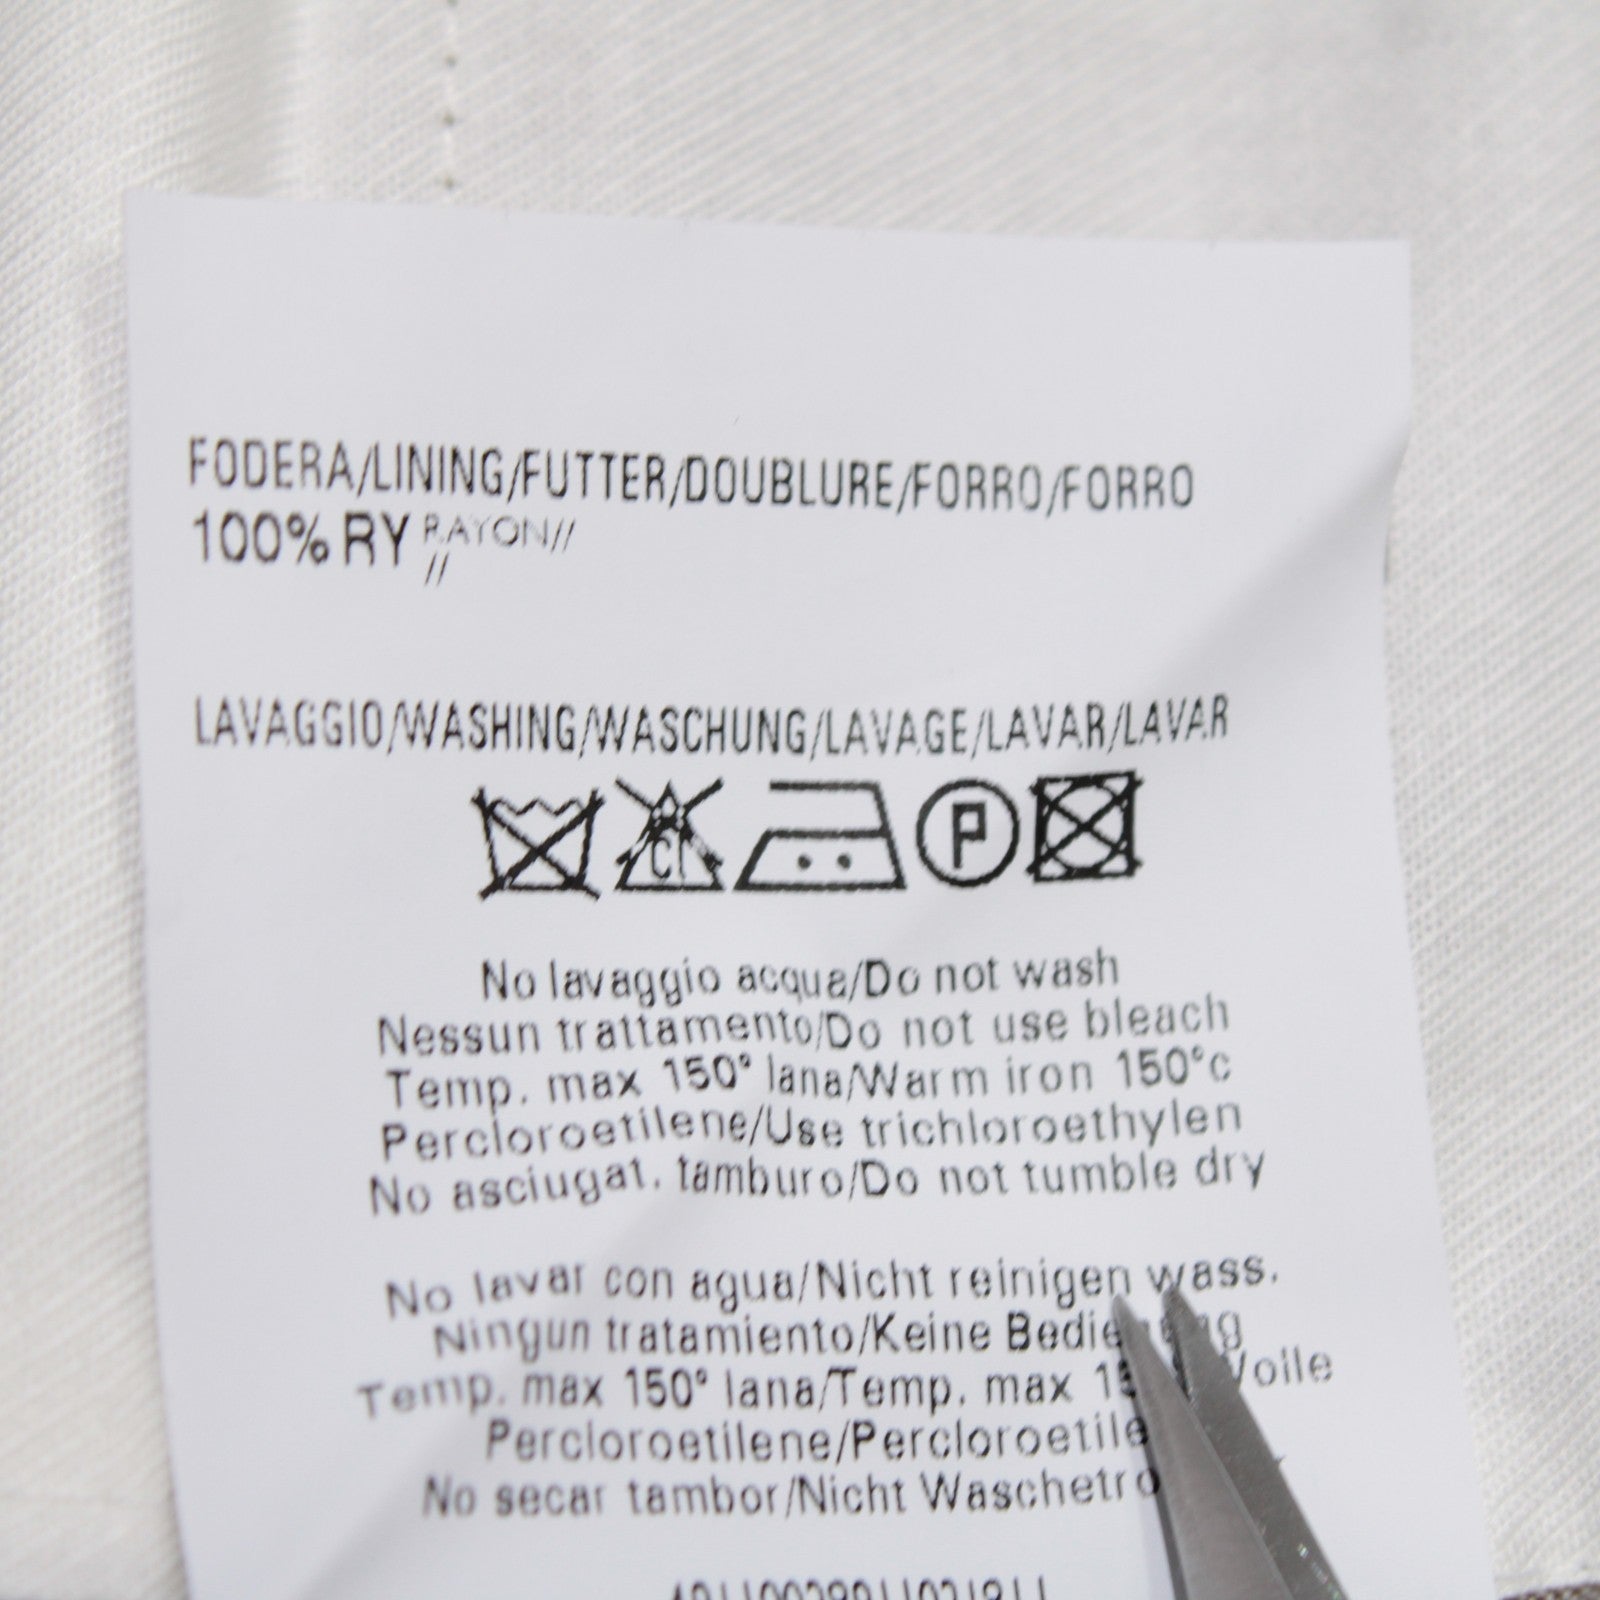 FODERA/LINING/FUTTER/DOUBLURE/FORRO/FORRO
100% RY RAYON//
//
LAVAGGIO/WASHING/WASCHUNG/LAVAGE/LAVAR/LAVAR
Cl P
No lavaggio acqua/Do not wash
Nessun trattamento/Do not use bleach
Temp. max 150° lana/Warm iron 150°c
Percloroetilene/Use trichloroethylen
No asciugat. tamburo/Do not tumble dry
No lavar con agua/Nicht reinigen wass.
Ningun tratamiento/Keine
Temp. max 150° lana/Temp. max
Percloroetilene/Percloroetile
No secar tambor/Nicht Waschetro